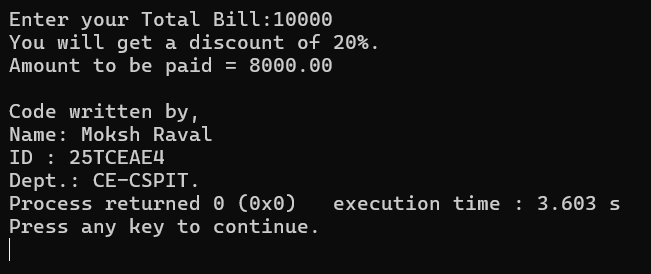 Enter your Total Bill:10000
You will get a discount of 20%.
Amount to be paid = 8000.00
Code written by,
Name: Moksh Raval
ID : 25TCEAE4
Dept.: CE-CSPIT.
Process returned 0 (0x0)   execution time : 3.603 s
Press any key to continue.